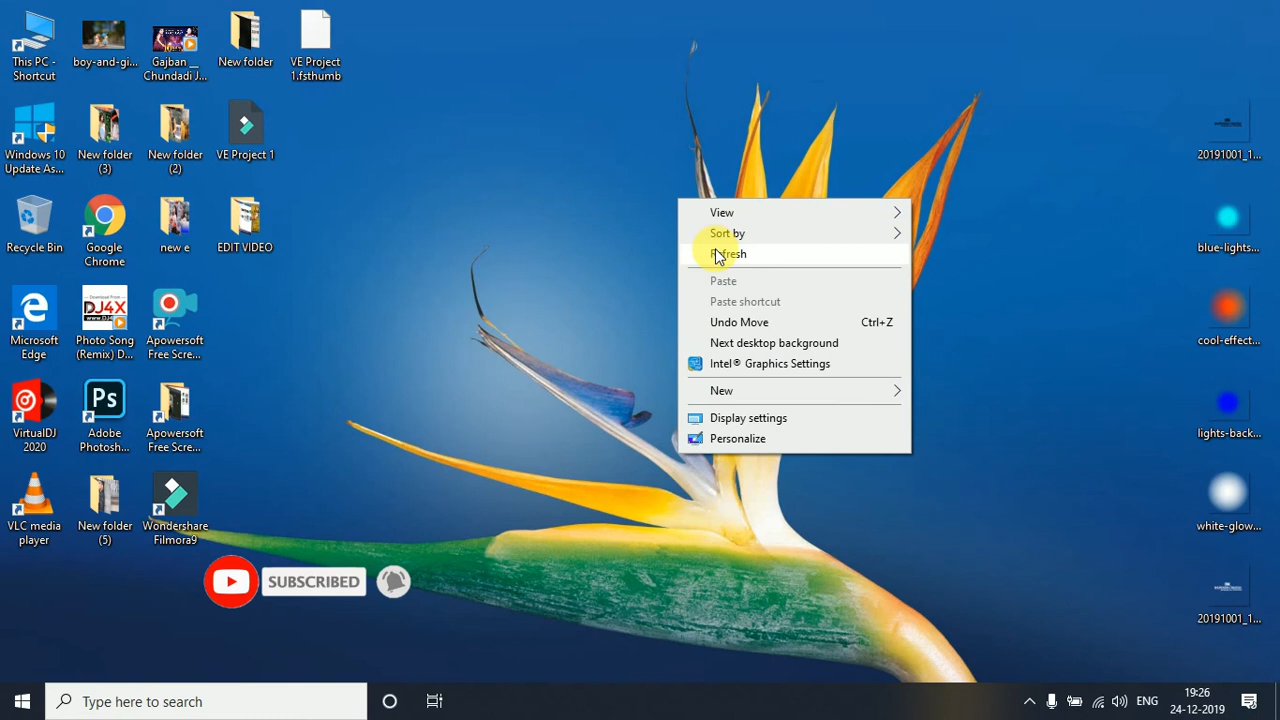 This PC -
Shortcut
boy-and-gi...
Gajban __
Chundadi J...
New folder
VE Project
1.fsthumb
Windows 10
Update As...
New folder
(3)
New folder
(2)
VE Project 1
Recycle Bin
Google
Chrome
new e
EDIT VIDEO
Microsoft
Edge
DJ4X
Photo Song
(Remix) D...
Apowersoft
Free Scre...
VirtualDJ
2020
Ps
Adobe
Photosh...
Apowersoft
Free Scre...
VLC media
player
New folder
(5)
Wondershare
Filmora9
View
Sort by
Refresh
Paste
Paste shortcut
Undo Move Ctrl+Z
Next desktop background
Intel® Graphics Settings
New
Display settings
Personalize
20191001_1...
blue-lights...
cool-effect...
lights-back...
white-glow...
20191001_1...
SUBSCRIBED
Type here to search
ENG
19:26
24-12-2019